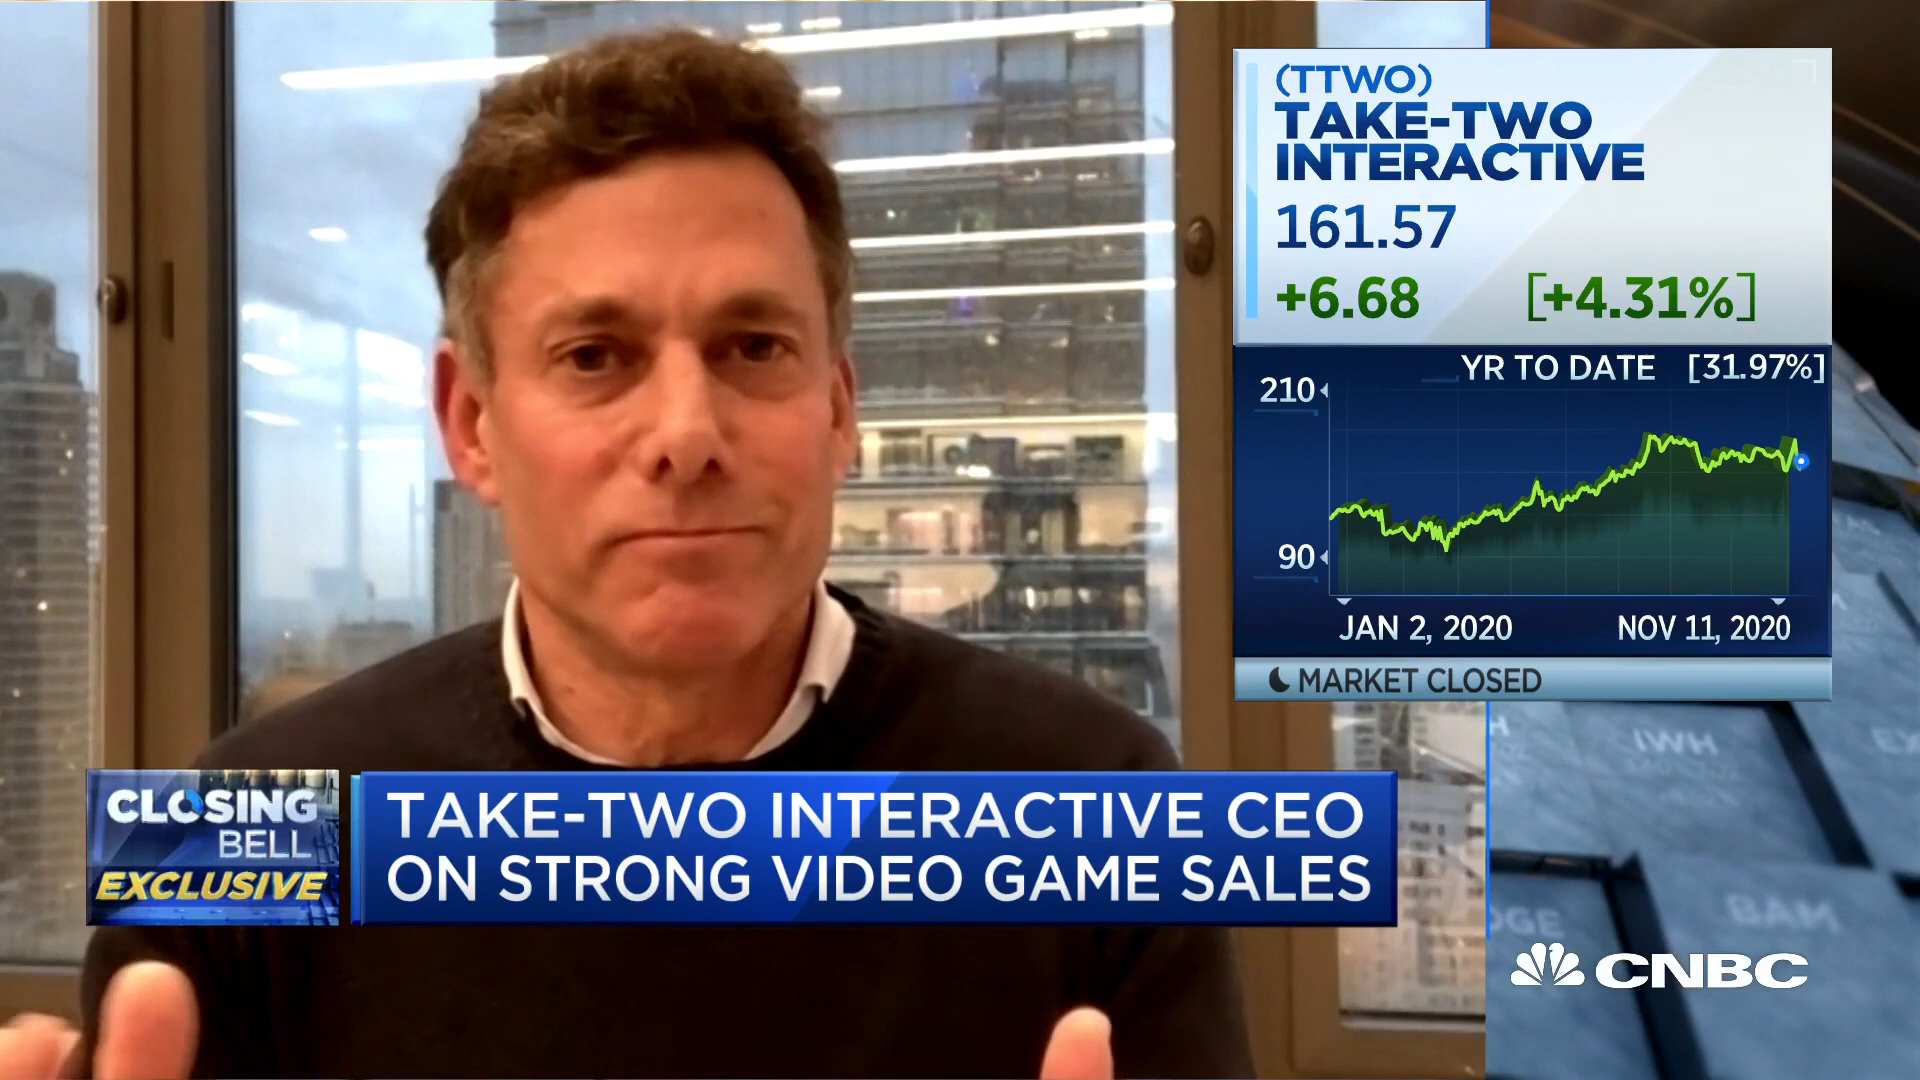 (TTWO)
TAKE-TWO
INTERACTIVE
161.57
+6.68 [+4.31%]
YR TO DATE [31.97%]
210
90
JAN 2, 2020 NOV 11, 2020
MARKET CLOSED
CLOSING
BELL
EXCLUSIVE
TAKE-TWO INTERACTIVE CEO
ON STRONG VIDEO GAME SALES
IWH
BAM
CNBC